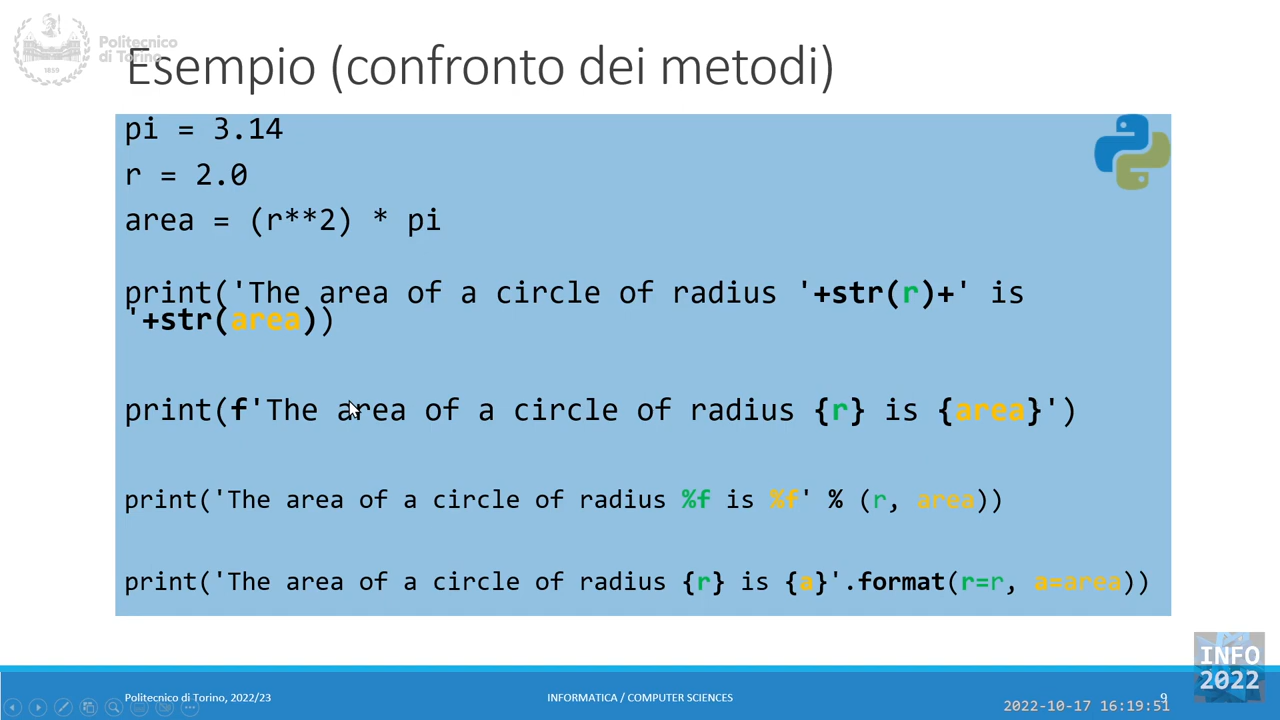 Politecnico
di Torino
1859
Esempio (confronto dei metodi)
pi = 3.14
r = 2.0
area = (r**2) * pi
print('The area of a circle of radius '+str(r)+' is
'+str(area))
print(f'The area of a circle of radius {r} is {area}')
print('The area of a circle of radius %f is %f' % (r, area))
print('The area of a circle of radius {r} is {a}'.format(r=r, a=area))
Politecnico di Torino, 2022/23
INFORMATICA / COMPUTER SCIENCES
9
INFO
2022
2022-10-17 16:19:51